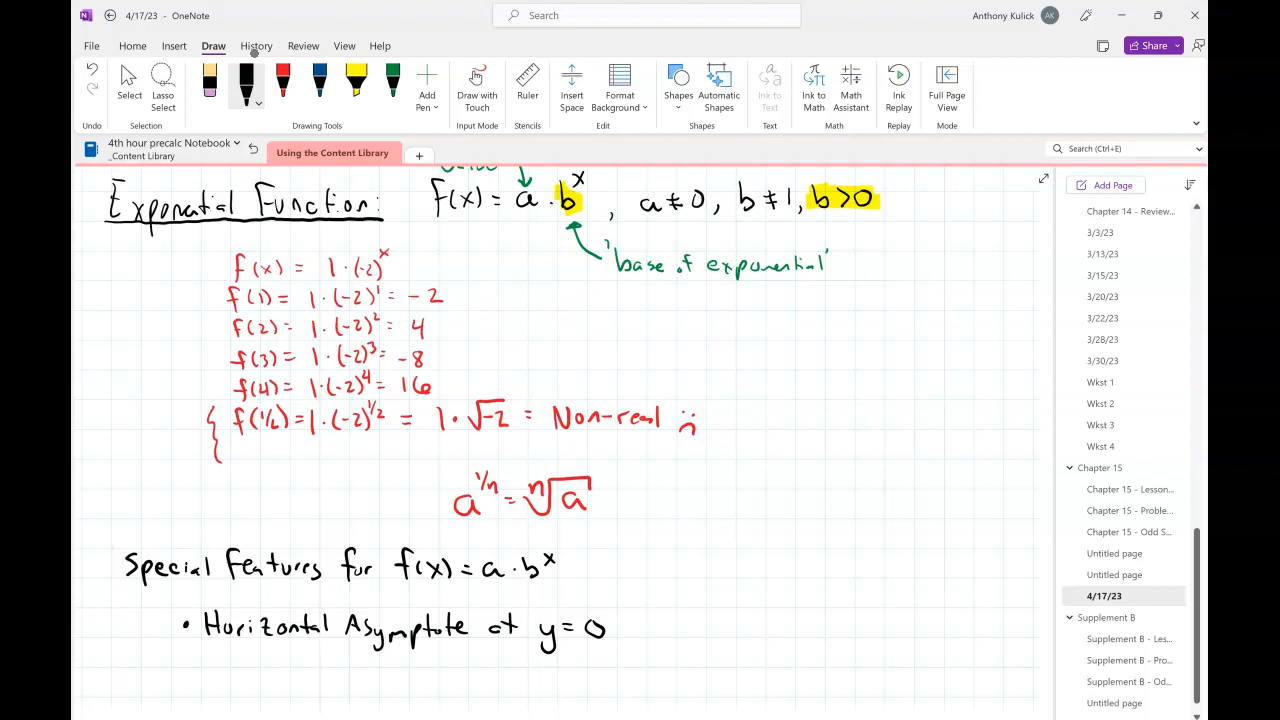 4/17/23 - OneNote
Search
Anthony Kulick AK
File Home Insert Draw History Review View Help
Share
Undo
Select
Lasso Select
Selection
Drawing Tools
Add Pen
Draw with Touch
Input Mode
Ruler
Stencils
Insert Space
Format Background
Edit
Shapes
Automatic Shapes
Shapes
Ink to Text
Text
Ink to Math
Math Assistant
Math
Ink Replay
Replay
Full Page View
Mode
4th hour precalc Notebook
_Content Library
Using the Content Library
Search (Ctrl+E)
Exponential Function: f(x) = a · b^x, a ≠ 0, b ≠ 1, b > 0
'base of exponential'
f(x) = 1·(-2)^x
f(1) = 1·(-2)^1 = -2
f(2) = 1·(-2)^2 = 4
f(3) = 1·(-2)^3 = -8
f(4) = 1·(-2)^4 = 16
f(1/2) = 1·(-2)^1/2 = 1·√-2 = Non-real
a^1/n = ⁿ√a
Special Features for f(x) = a·b^x
• Horizontal Asymptote at y = 0
Add Page
Chapter 14 - Review...
3/3/23
3/13/23
3/15/23
3/20/23
3/22/23
3/28/23
3/30/23
Wkst 1
Wkst 2
Wkst 3
Wkst 4
Chapter 15
Chapter 15 - Lesson...
Chapter 15 - Proble...
Chapter 15 - Odd S...
Untitled page
Untitled page
4/17/23
Supplement B
Supplement B - Les...
Supplement B - Pro...
Supplement B - Od...
Untitled page